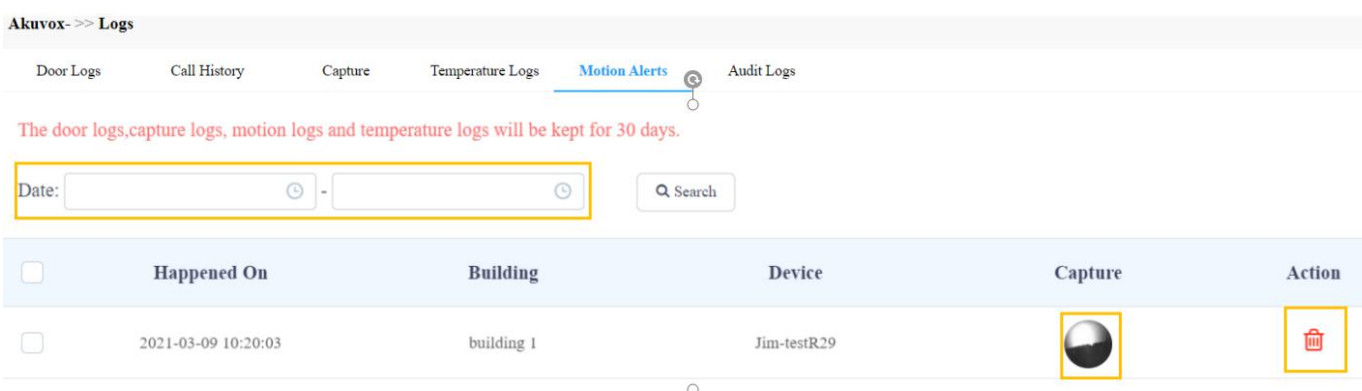 Akuvox- >> Logs
Door Logs Call History Capture Temperature Logs Motion Alerts Audit Logs
The door logs,capture logs, motion logs and temperature logs will be kept for 30 days.
Date: - Search
Happened On Building Device Capture Action
2021-03-09 10:20:03 building 1 Jim-testR29